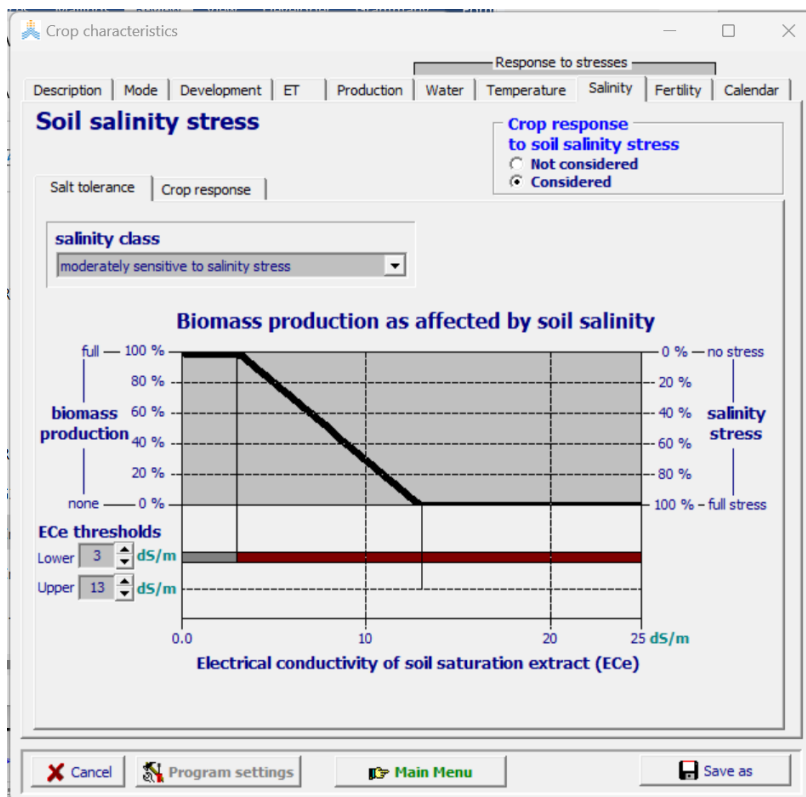 Crop characteristics
Response to stresses
Description Mode Development ET Production Water Temperature Salinity Fertility Calendar
Soil salinity stress
Crop response
to soil salinity stress
Not considered
Considered
Salt tolerance Crop response
salinity class
moderately sensitive to salinity stress
Biomass production as affected by soil salinity
full 100 % 0 % no stress
80 % 20 %
biomass 60 % 40 % salinity
production 40 % 60 % stress
20 % 80 %
none 0 % 100 % full stress
ECe thresholds
Lower 3 dS/m
Upper 13 dS/m
0.0 10 20 25 dS/m
Electrical conductivity of soil saturation extract (ECe)
Cancel Program settings Main Menu Save as